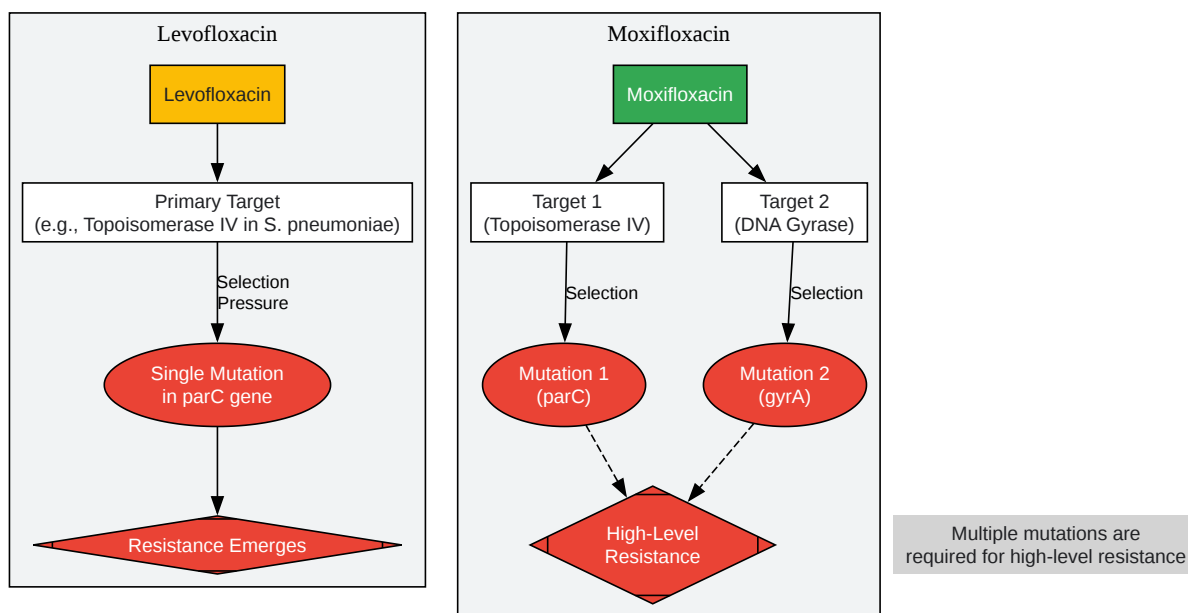 Levofloxacin
Levofloxacin
Primary Target
(e.g., Topoisomerase IV in S. pneumoniae)
Selection
Pressure
Single Mutation
in parC gene
Resistance Emerges
Moxifloxacin
Moxifloxacin
Target 1
(Topoisomerase IV)
Target 2
(DNA Gyrase)
Selection
Selection
Mutation 1
(parC)
Mutation 2
(gyrA)
High-Level
Resistance
Multiple mutations are
required for high-level resistance